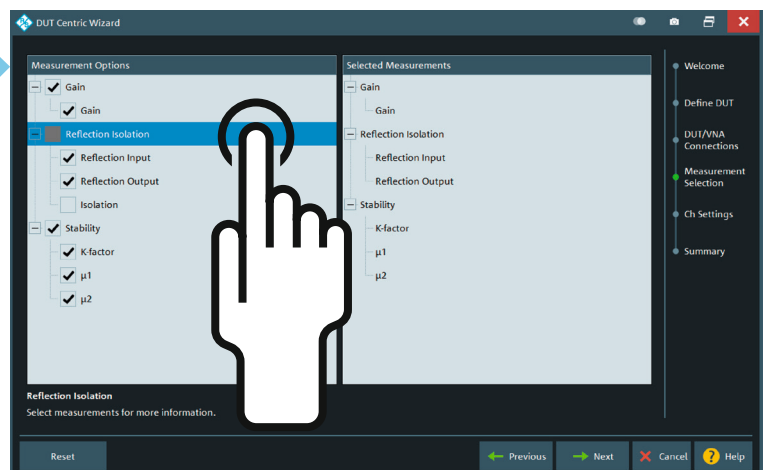 DUT Centric Wizard
Measurement Options
Gain
Gain
Reflection Isolation
Reflection Input
Reflection Output
Isolation
Stability
K-factor
µ1
µ2
Selected Measurements
Gain
Gain
Reflection Isolation
Reflection Input
Reflection Output
Stability
K-factor
µ1
µ2
Welcome
Define DUT
DUT/VNA
Connections
Measurement
Selection
Ch Settings
Summary
Reflection Isolation
Select measurements for more information.
Reset
Previous
Next
Cancel
? Help